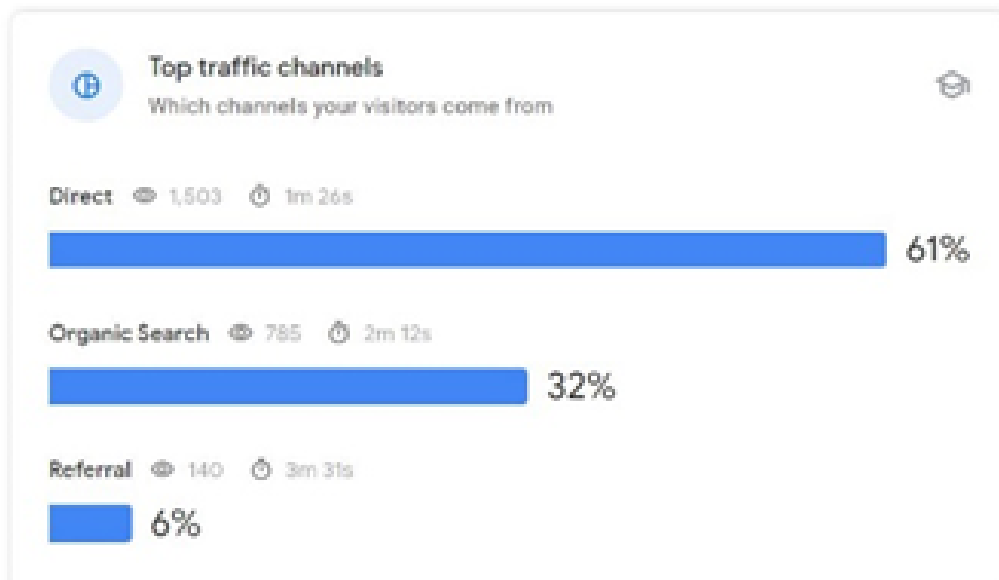 Top traffic channels
Which channels your visitors come from
Direct 1,503 1m 26s
61%
Organic Search 785 2m 12s
32%
Referral 140 3m 31s
6%